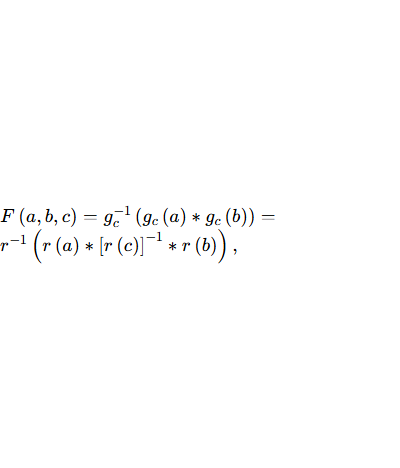 F (a, b, c) = g_c^{-1} (g_c (a) * g_c (b)) =
r^{-1} (r (a) * [r (c)]^{-1} * r (b)) ,